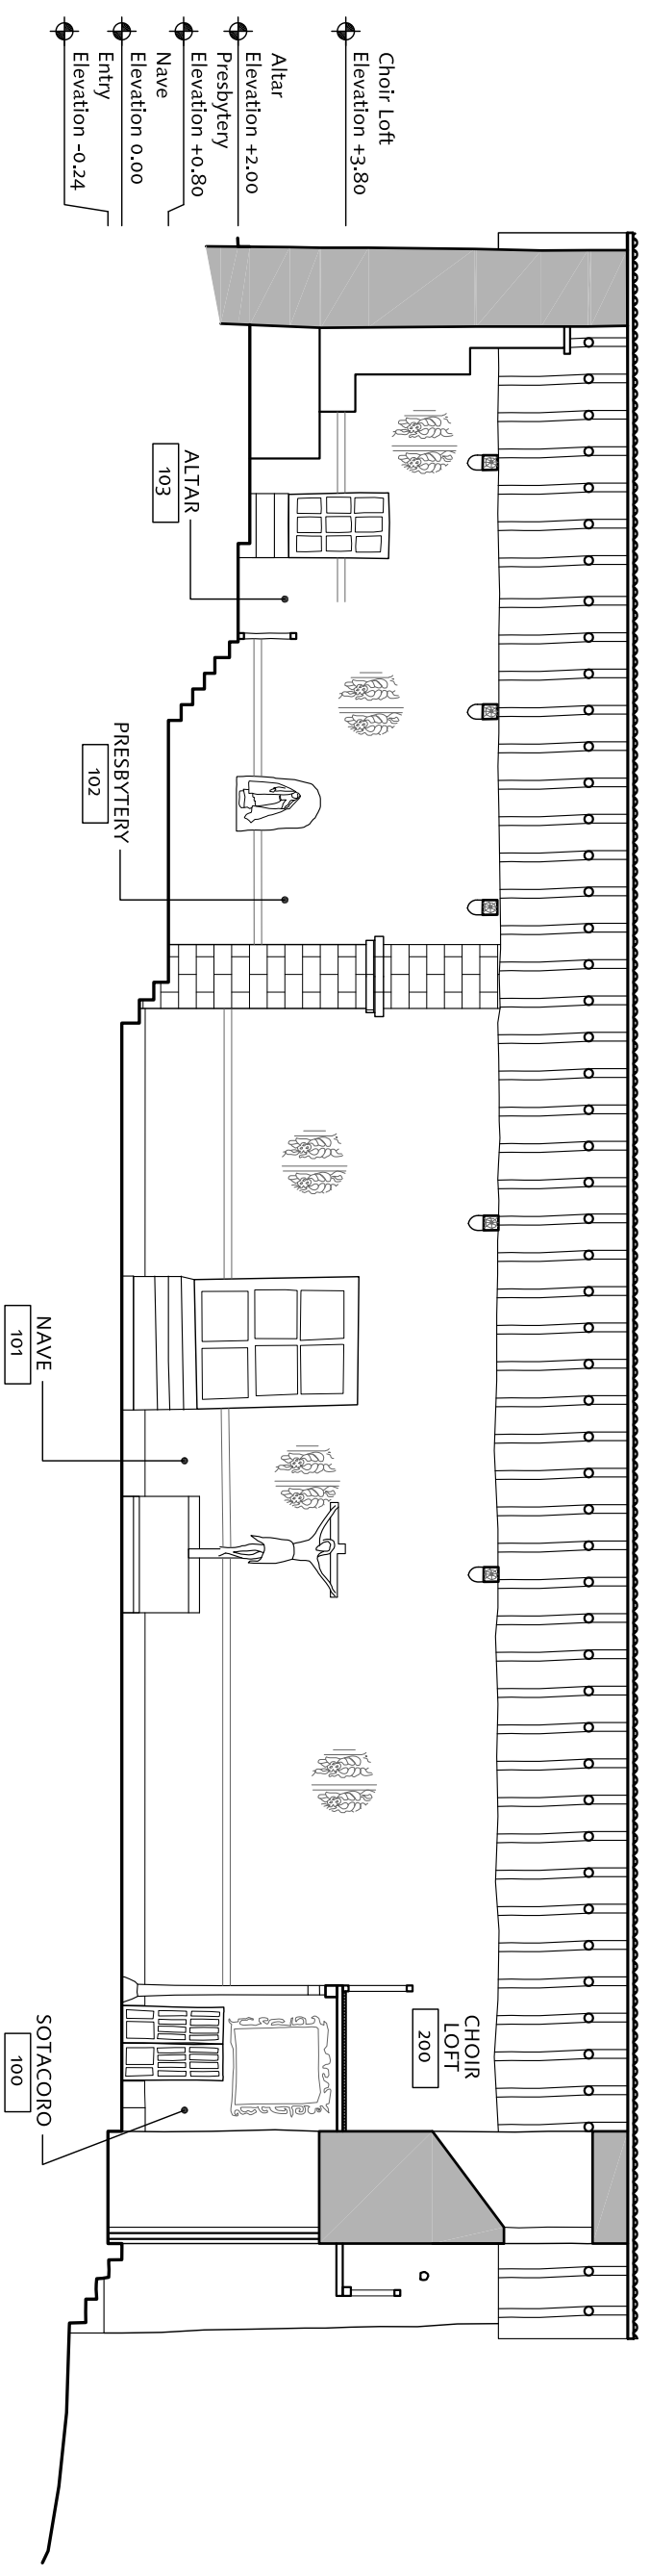 Choir Loft
Elevation +3.80
Altar
Elevation +2.00
Presbytery
Elevation +0.80
Nave
Elevation 0.00
Entry
Elevation -0.24
ALTAR
103
PRESBYTERY
102
NAVE
101
CHOIR
LOFT
200
SOTACORO
100